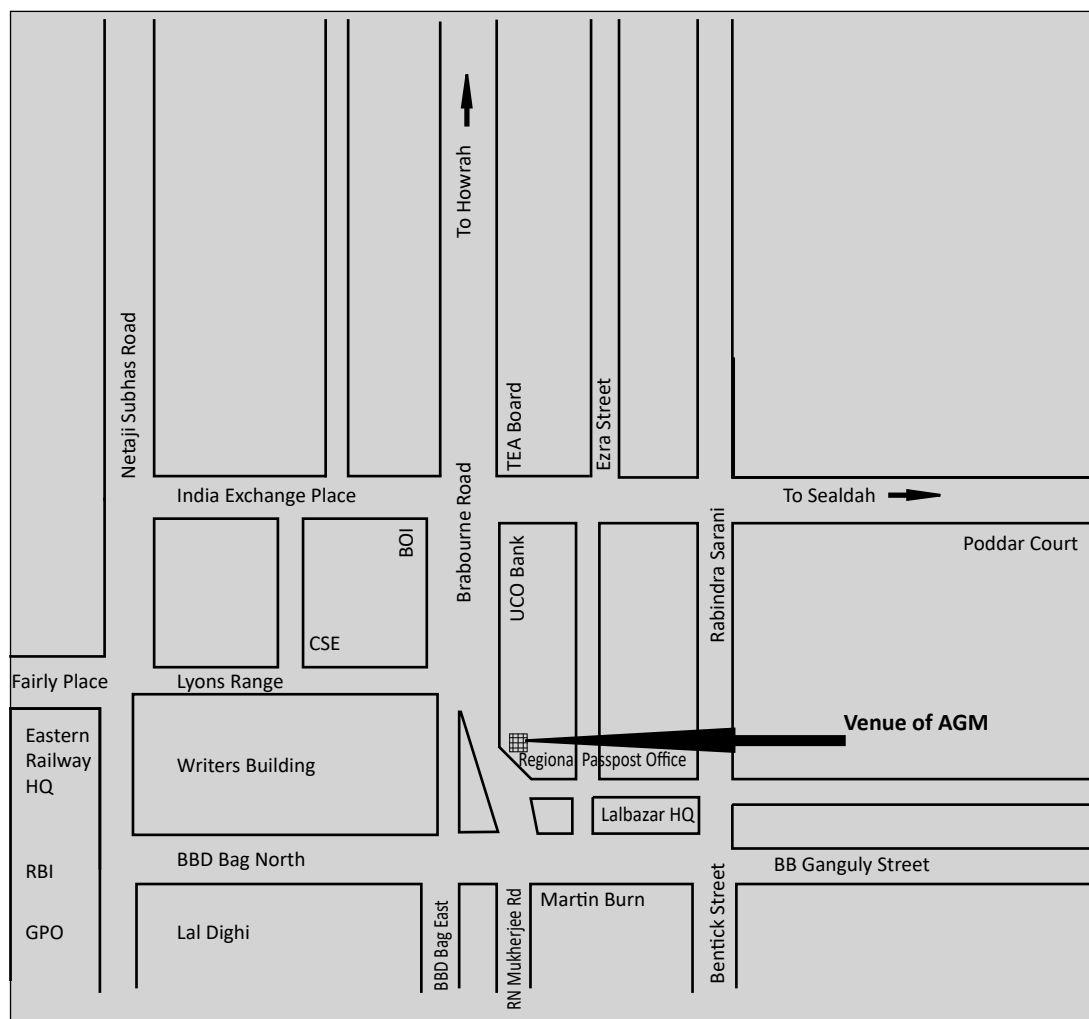 To Howrah
Netaji Subhas Road
TEA Board
Ezra Street
India Exchange Place
Brabourne Road
To Sealdah
BOI
UCO Bank
Rabindra Sarani
Poddar Court
CSE
Fairly Place
Lyons Range
Venue of AGM
Eastern
Railway
HQ
Writers Building
Regional Passpost Office
Lalbazar HQ
RBI
BBD Bag North
BB Ganguly Street
GPO
Lal Dighi
BBD Bag East
RN Mukherjee Rd
Martin Burn
Bentick Street